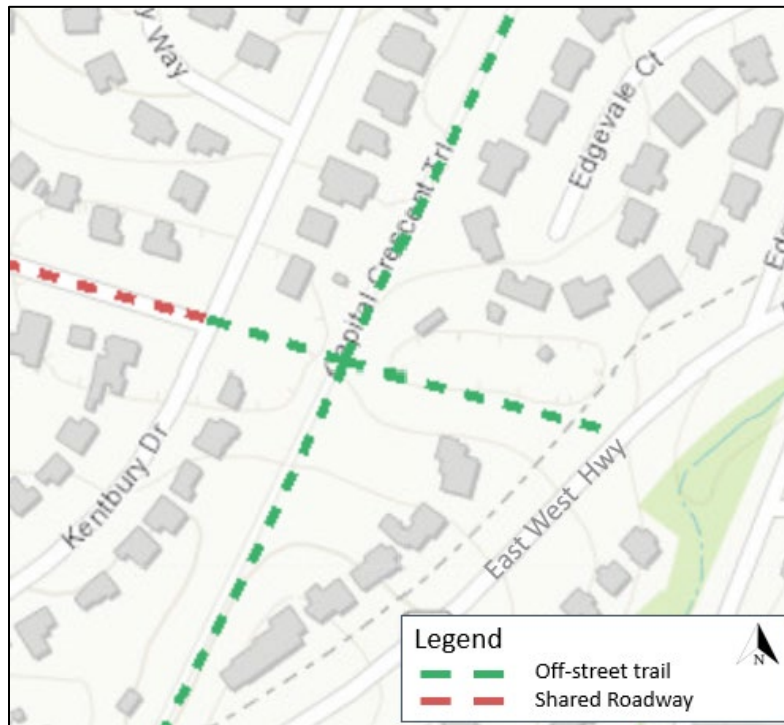 y Way
Edgevale Ct
Capital Crescent Trl
Kentbury Dr
East West Hwy
Legend
N
Off-street trail
Shared Roadway